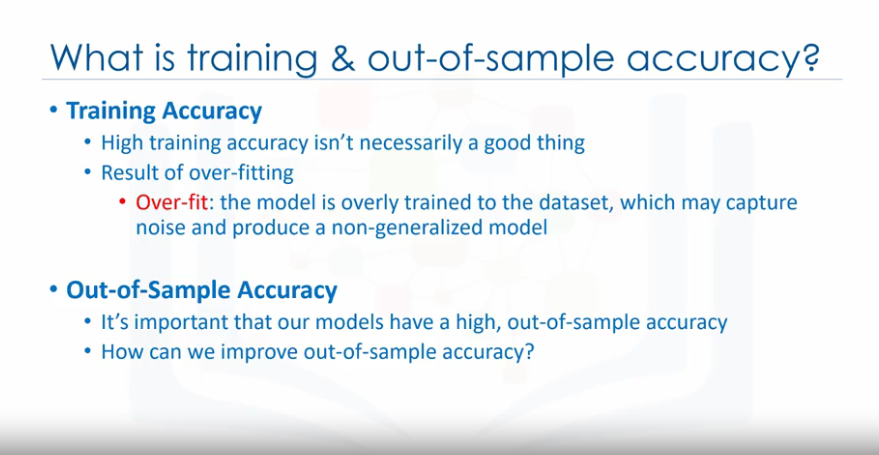 What is training & out-of-sample accuracy?
• Training Accuracy
• High training accuracy isn't necessarily a good thing
• Result of over-fitting
• Over-fit: the model is overly trained to the dataset, which may capture
noise and produce a non-generalized model
• Out-of-Sample Accuracy
• It's important that our models have a high, out-of-sample accuracy
• How can we improve out-of-sample accuracy?